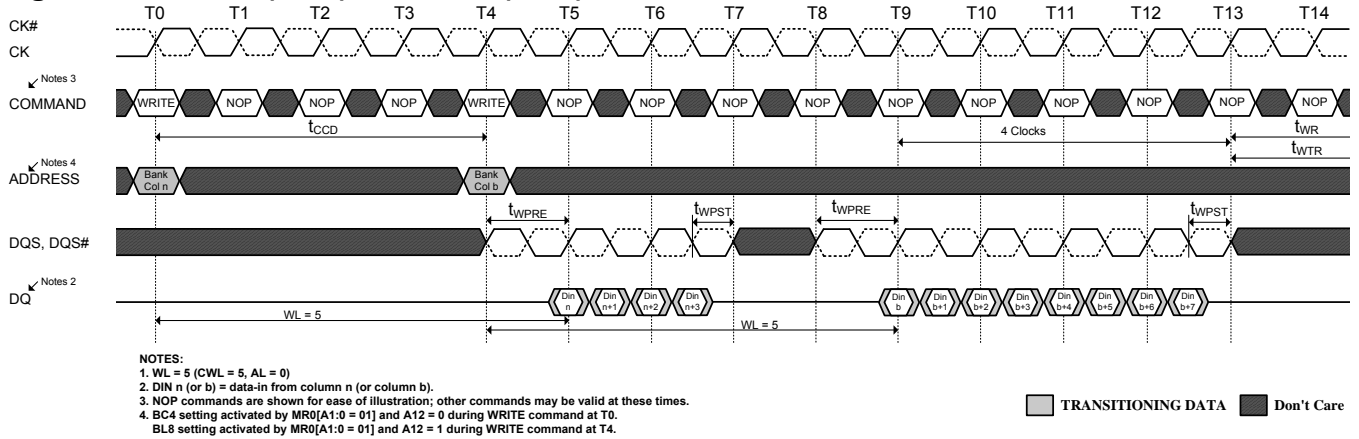 T0 T1 T2 T3 T4 T5 T6 T7 T8 T9 T10 T11 T12 T13 T14
CK#
CK
Notes 3
COMMAND WRITE NOP NOP NOP WRITE NOP NOP NOP NOP NOP NOP NOP NOP NOP NOP
tCCD 4 Clocks tWR
tWTR
Notes 4
ADDRESS
Bank Bank
Col n Col b
tWPRE tWPST tWPRE tWPST
DQS, DQS#
Notes 2
DQ
Din Din Din Din Din Din Din Din Din Din Din Din
n n+1 n+2 n+3 b b+1 b+2 b+3 b+4 b+5 b+6 b+7
WL = 5 WL = 5
NOTES:
1. WL = 5 (CWL = 5, AL = 0)
2. DIN n (or b) = data-in from column n (or column b).
3. NOP commands are shown for ease of illustration; other commands may be valid at these times.
4. BC4 setting activated by MR0[A1:0 = 01] and A12 = 0 during WRITE command at T0.
BL8 setting activated by MR0[A1:0 = 01] and A12 = 1 during WRITE command at T4.
TRANSITIONING DATA Don't Care